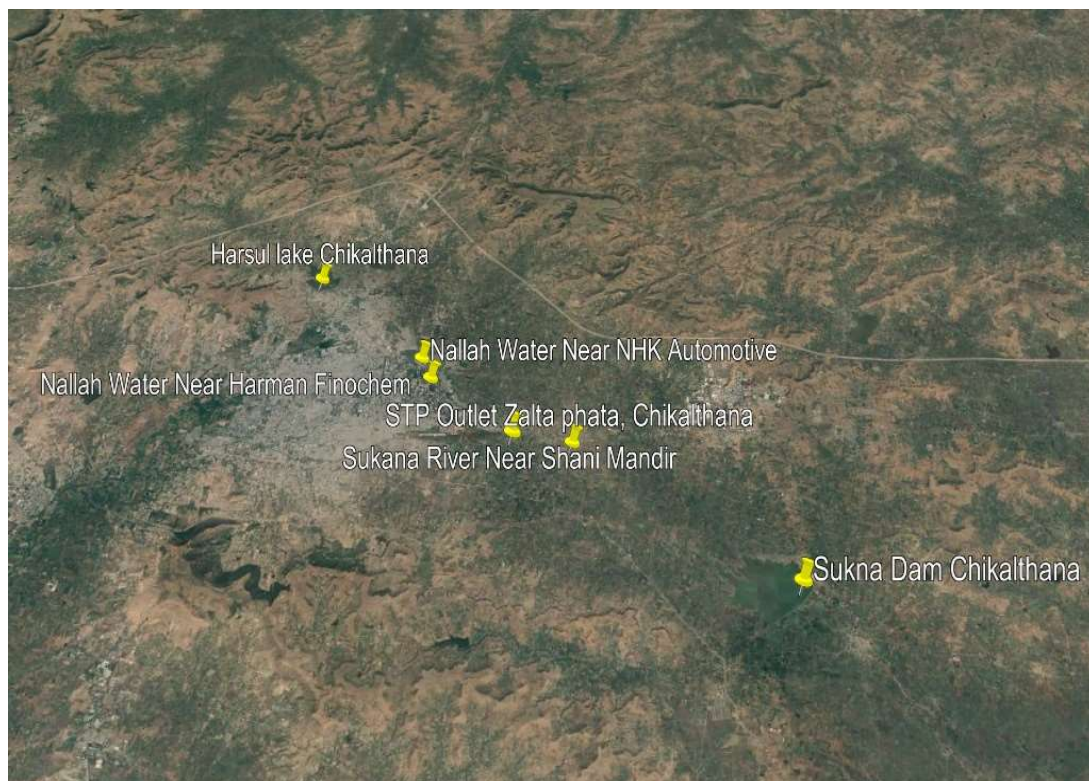 Harsul lake Chikalthana
Nallah Water Near NHK Automotive
Nallah Water Near Harman Finochem
STP Outlet Zalta phata, Chikalthana
Sukana River Near Shani Mandir
Sukna Dam Chikalthana